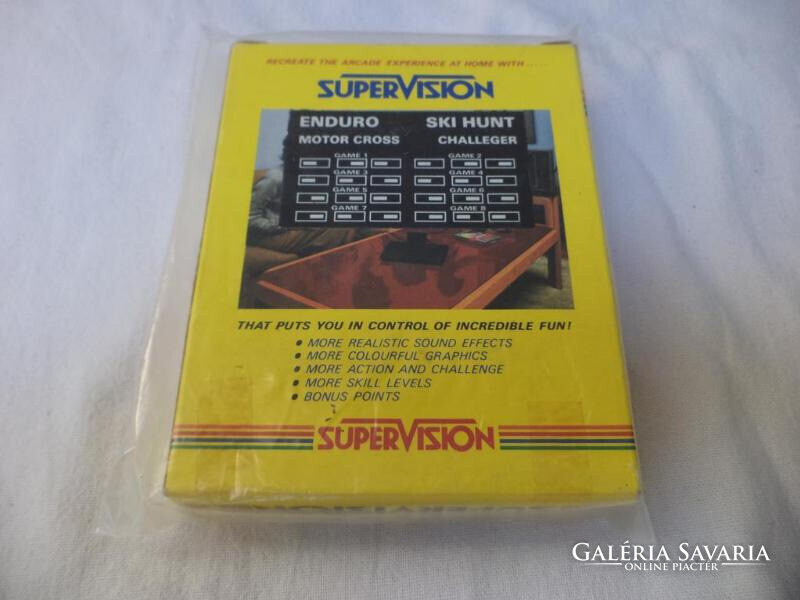 RECREATE THE ARCADE EXPERIENCE AT HOME WITH.....
SUPERVISION
ENDURO SKI HUNT
MOTOR CROSS CHALLEGER
GAME 1 GAME 2
GAME 3 GAME 4
GAME 5 GAME 6
GAME 7 GAME 8
THAT PUTS YOU IN CONTROL OF INCREDIBLE FUN!
• MORE REALISTIC SOUND EFFECTS
• MORE COLOURFUL GRAPHICS
• MORE ACTION AND CHALLENGE
• MORE SKILL LEVELS
• BONUS POINTS
SUPERVISION
GALÉRIA SAVARIA
ONLINE PIACTÉR